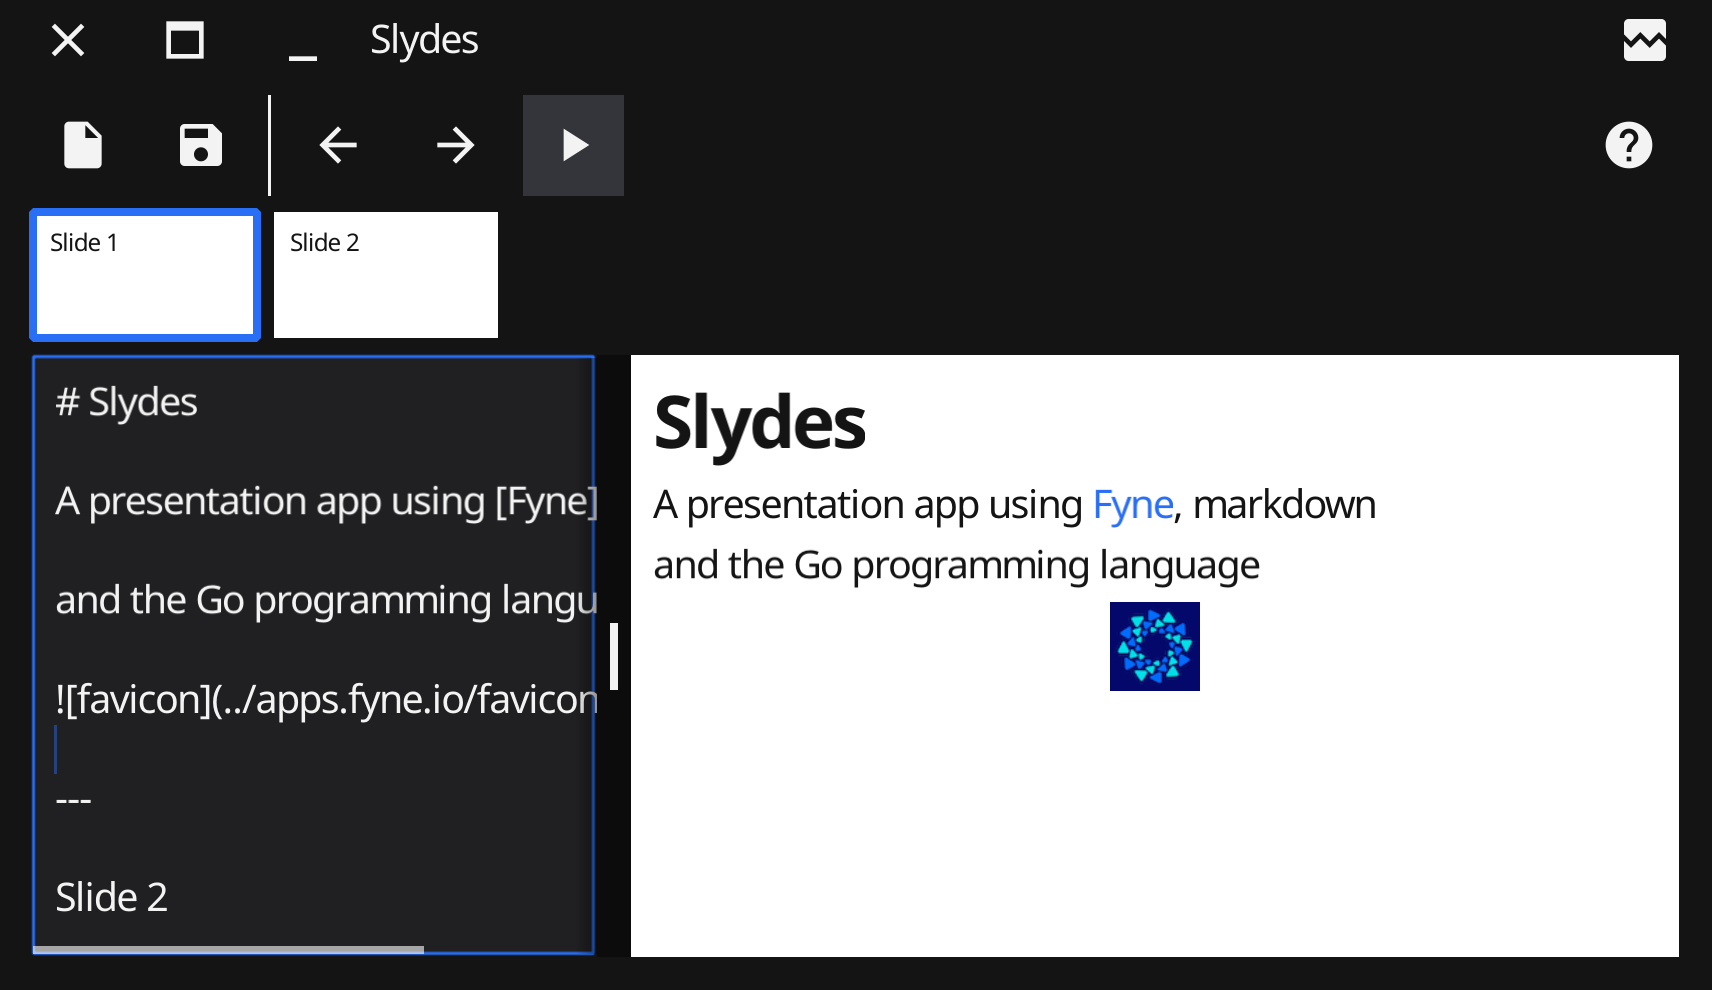 Slydes
Slide 1
Slide 2
# Slydes
A presentation app using [Fyne]
and the Go programming langu
![favicon](../apps.fyne.io/favicon
---
Slide 2
Slydes
A presentation app using Fyne, markdown
and the Go programming language